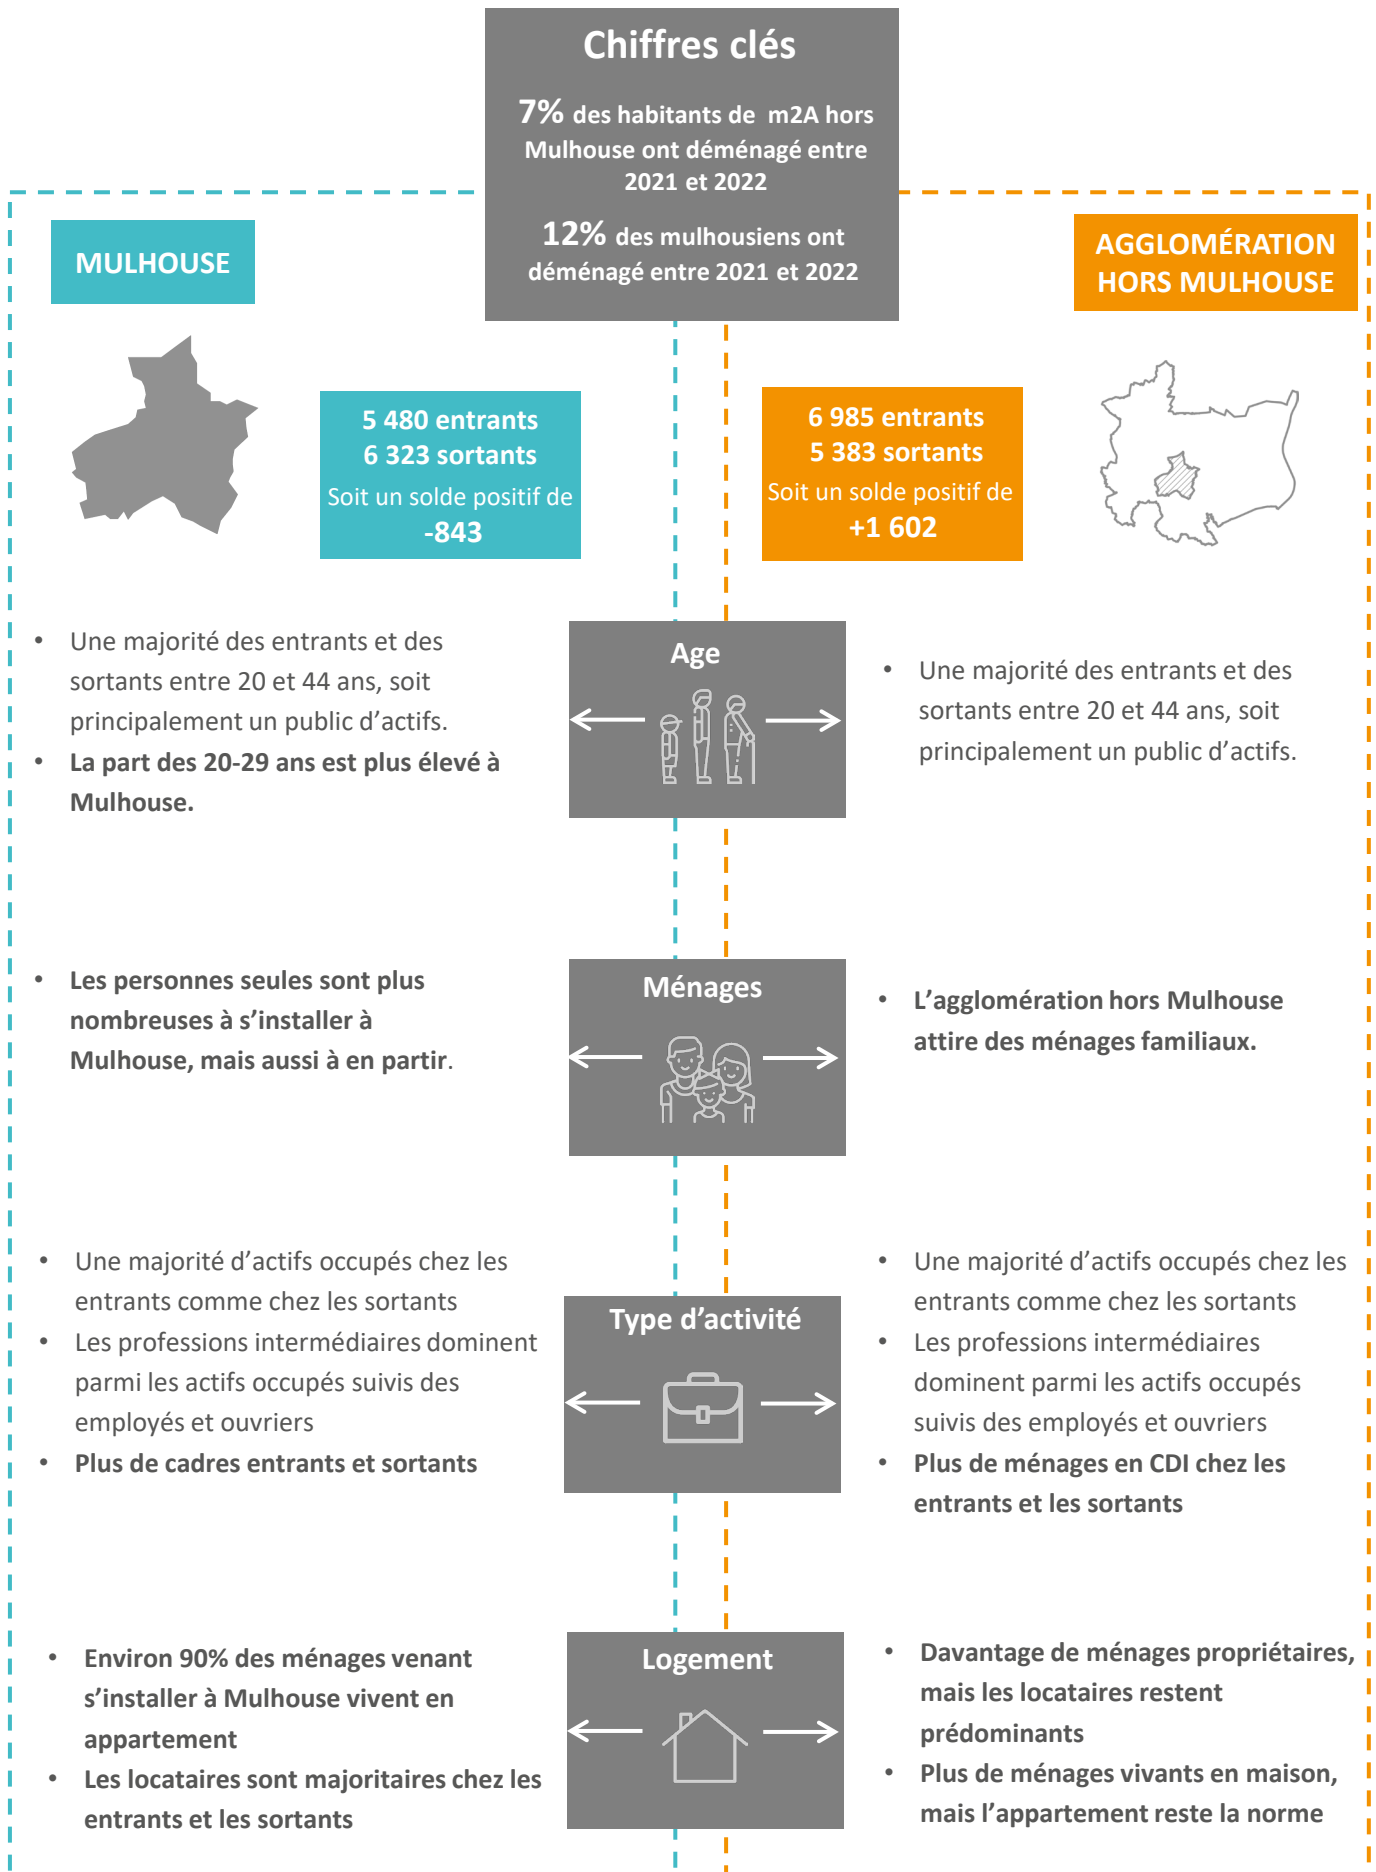 Chiffres clés
7% des habitants de m2A hors
Mulhouse ont déménagé entre
2021 et 2022
12% des mulhousiens ont
déménagé entre 2021 et 2022
MULHOUSE
AGGLOMÉRATION
HORS MULHOUSE
5 480 entrants
6 323 sortants
Soit un solde positif de
-843
6 985 entrants
5 383 sortants
Soit un solde positif de
+1 602
• Une majorité des entrants et des
sortants entre 20 et 44 ans, soit
principalement un public d’actifs.
• La part des 20-29 ans est plus élevé à
Mulhouse.
Age
• Une majorité des entrants et des
sortants entre 20 et 44 ans, soit
principalement un public d’actifs.
• Les personnes seules sont plus
nombreuses à s’installer à
Mulhouse, mais aussi à en partir.
Ménages
• L’agglomération hors Mulhouse
attire des ménages familiaux.
• Une majorité d’actifs occupés chez les
entrants comme chez les sortants
• Les professions intermédiaires dominent
parmi les actifs occupés suivis des
employés et ouvriers
• Plus de cadres entrants et sortants
Type d’activité
• Une majorité d’actifs occupés chez les
entrants comme chez les sortants
• Les professions intermédiaires
dominent parmi les actifs occupés
suivis des employés et ouvriers
• Plus de ménages en CDI chez les
entrants et les sortants
• Environ 90% des ménages venant
s’installer à Mulhouse vivent en
appartement
• Les locataires sont majoritaires chez les
entrants et les sortants
Logement
• Davantage de ménages propriétaires,
mais les locataires restent
prédominants
• Plus de ménages vivants en maison,
mais l’appartement reste la norme